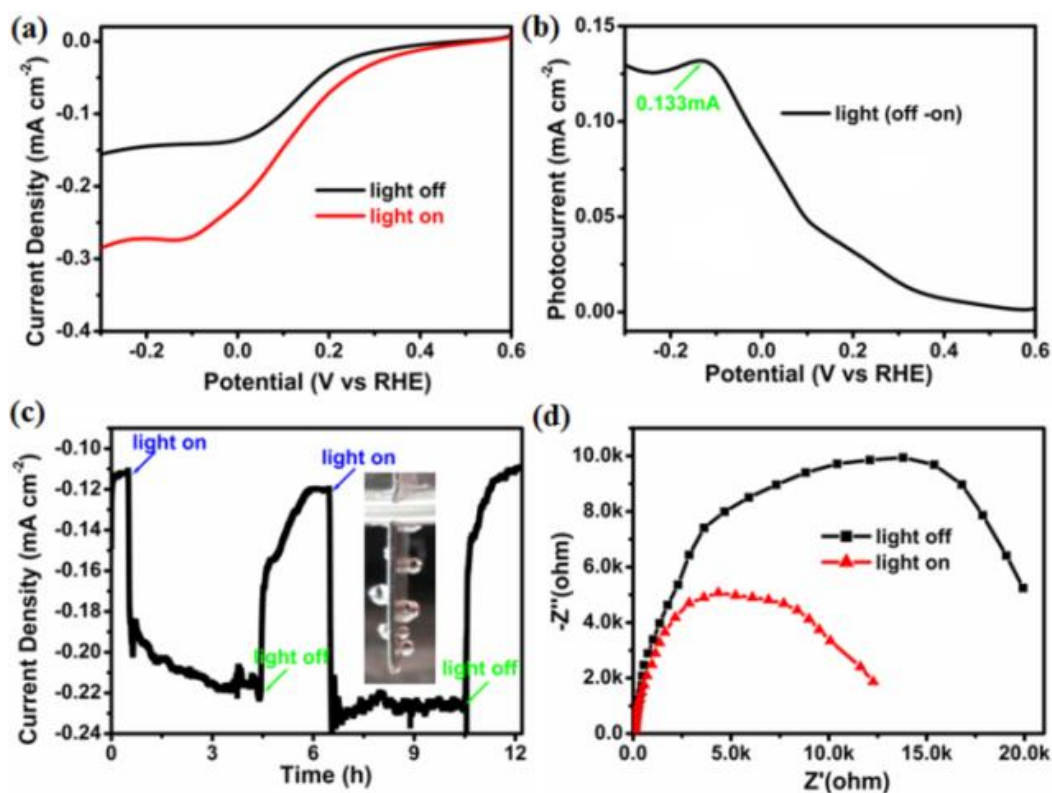 (a)
0.0
-0.1
-0.2
-0.3
-0.4
Current Density (mA cm⁻²)
light off
light on
-0.2 0.0 0.2 0.4 0.6
Potential (V vs RHE)
(b)
0.15
0.10
0.05
0.00
Photocurrent (mA cm⁻²)
0.133mA
light (off -on)
-0.2 0.0 0.2 0.4 0.6
Potential (V vs RHE)
(c)
-0.10
-0.12
-0.14
-0.16
-0.18
-0.20
-0.22
-0.24
Current Density (mA cm⁻²)
light on
light on
light off
light off
0 3 6 9 12
Time (h)
(d)
10.0k
8.0k
6.0k
4.0k
2.0k
0.0
-Z''(ohm)
light off
light on
0.0 5.0k 10.0k 15.0k 20.0k
Z'(ohm)